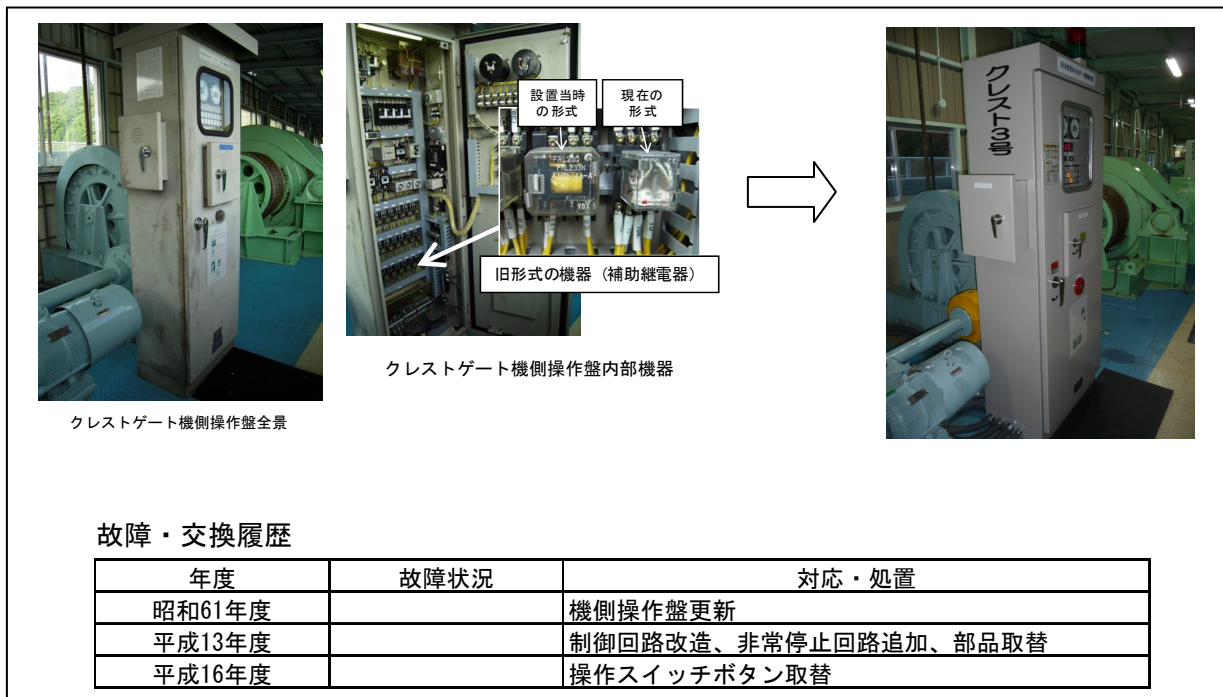 設置当時
の形式
現在の
形式
FRL233N
旧形式の機器（補助継電器）
クレスト3号
クレストゲート機側操作盤内部機器
クレストゲート機側操作盤全景
故障・交換履歴
年度 故障状況 対応・処置
昭和61年度 機側操作盤更新
平成13年度 制御回路改造、非常停止回路追加、部品取替
平成16年度 操作スイッチボタン取替